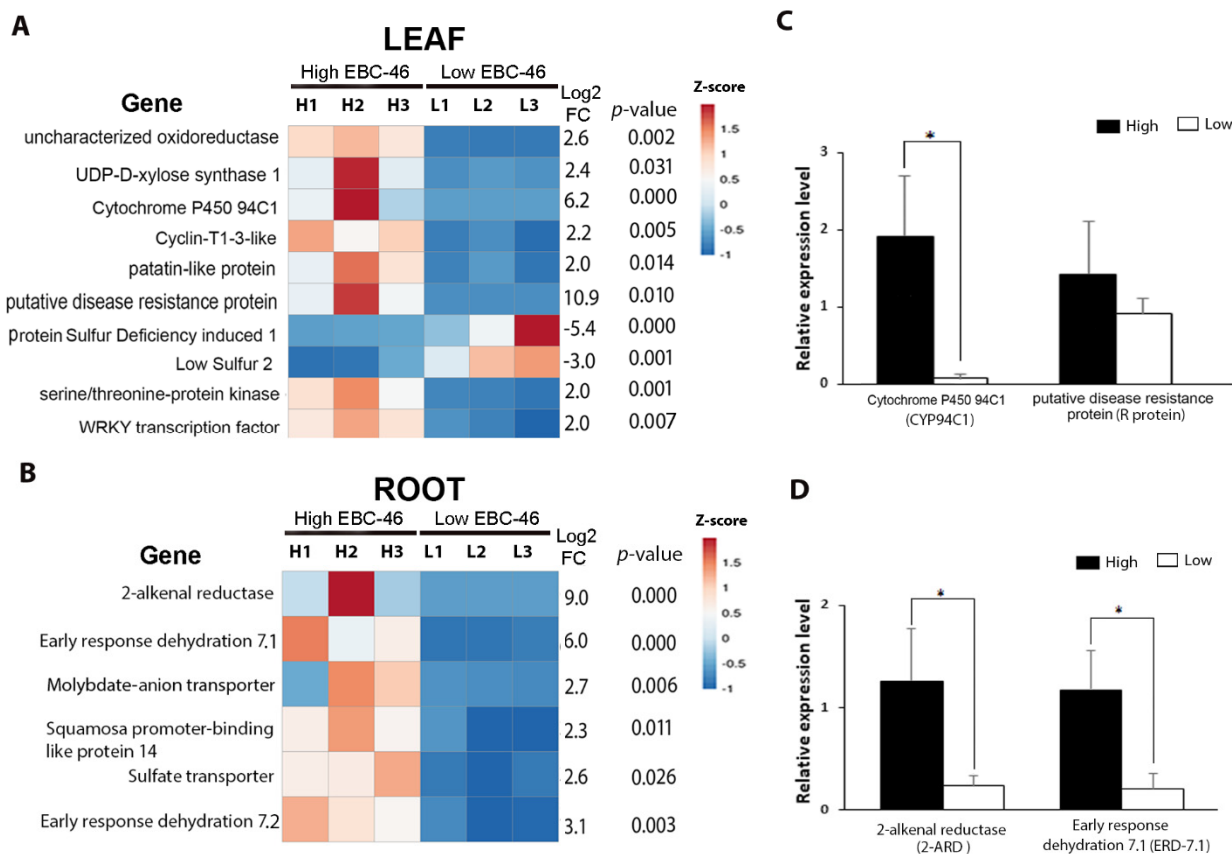 A
LEAF
High EBC-46 Low EBC-46
Gene H1 H2 H3 L1 L2 L3 Log2 FC p-value Z-score
uncharacterized oxidoreductase 2.6 0.002
UDP-D-xylose synthase 1 2.4 0.031
Cytochrome P450 94C1 6.2 0.000
Cyclin-T1-3-like 2.2 0.005
patatin-like protein 2.0 0.014
putative disease resistance protein 10.9 0.010
protein Sulfur Deficiency induced 1 -5.4 0.000
Low Sulfur 2 -3.0 0.001
serine/threonine-protein kinase 2.0 0.001
WRKY transcription factor 2.0 0.007
1.5
1
0.5
0
-0.5
-1
B
ROOT
High EBC-46 Low EBC-46
Gene H1 H2 H3 L1 L2 L3 Log2 FC p-value Z-score
2-alkenal reductase 9.0 0.000
Early response dehydration 7.1 6.0 0.000
Molybdate-anion transporter 2.7 0.006
Squamosa promoter-binding
like protein 14 2.3 0.011
Sulfate transporter 2.6 0.026
Early response dehydration 7.2 3.1 0.003
1.5
1
0.5
0
-0.5
-1
C
High Low
*
Relative expression level
3
2
1
0
Cytochrome P450 94C1
(CYP94C1)
putative disease resistance
protein (R protein)
D
High Low
* *
Relative expression level
2
1
0
2-alkenal reductase
(2-ARD )
Early response
dehydration 7.1 (ERD-7.1)